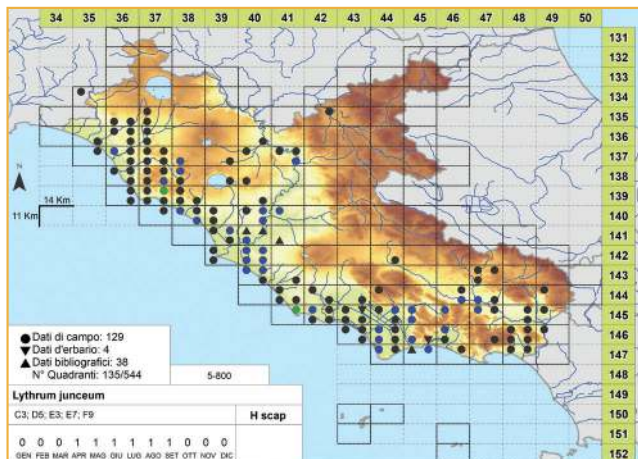 34 35 36 37 38 39 40 41 42 43 44 45 46 47 48 49 50
131
132
133
134
135
136
137
138
139
140
141
142
143
144
145
146
147
148
149
150
151
152
N
14 Km
11 Km
Dati di campo: 129
Dati d'erbario: 4
Dati bibliografici: 38
N° Quadranti: 135/544
5-800
Lythrum junceum
C3; D5; E3; E7; F9
H scap
0 0 0 1 1 1 1 1 1 0 0 0
GEN FEB MAR APR MAG GIU LUG AGO SET OTT NOV DIC